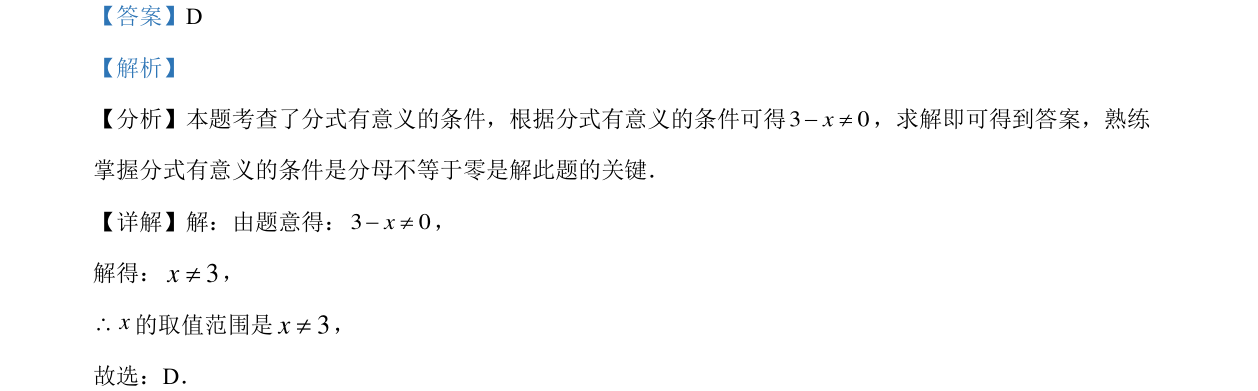 【答案】D
【解析】
【分析】本题考查了分式有意义的条件，根据分式有意义的条件可得3−x≠0，求解即可得到答案，熟练
掌握分式有意义的条件是分母不等于零是解此题的关键．
【详解】解：由题意得：3−x≠0，
解得：x≠3，
∴x的取值范围是x≠3，
故选：D．